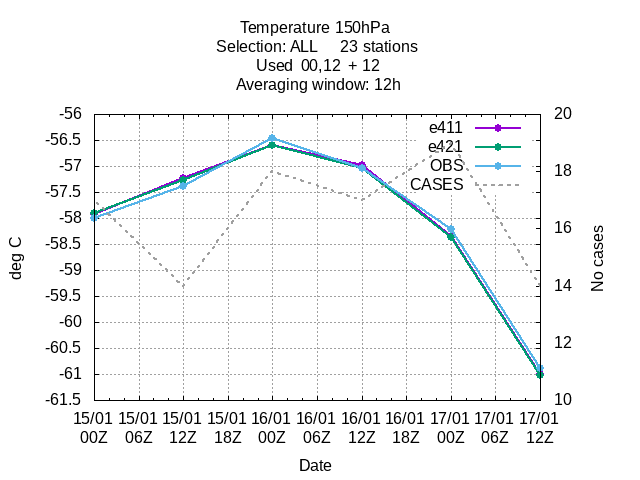 Temperature 150hPa
Selection: ALL 23 stations
Used 00,12 + 12
Averaging window: 12h
-56
-56.5
-57
-57.5
-58
-58.5
-59
-59.5
-60
-60.5
-61
-61.5
deg C
20
18
16
14
12
10
No cases
e411
e421
OBS
CASES
15/01 15/01 15/01 15/01 16/01 16/01 16/01 16/01 17/01 17/01 17/01
00Z 06Z 12Z 18Z 00Z 06Z 12Z 18Z 00Z 06Z 12Z
Date